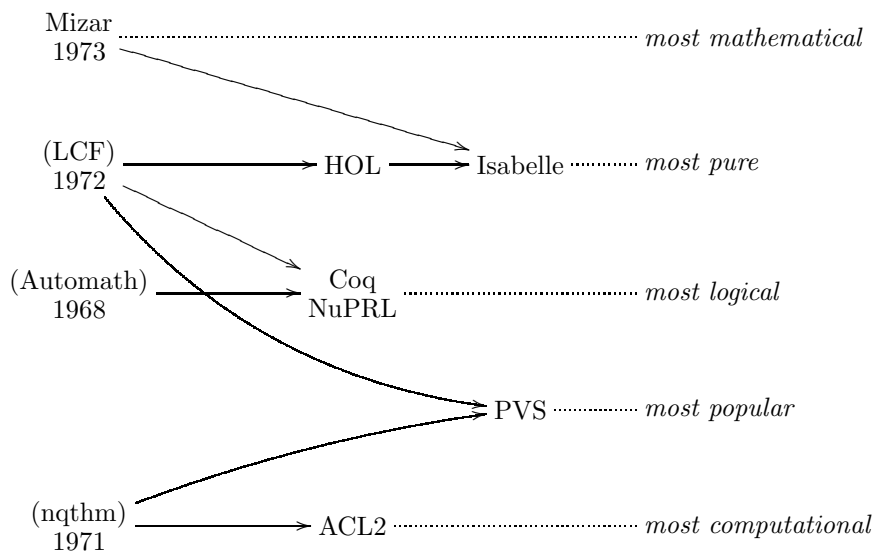 Mizar
1973
most mathematical
(LCF)
1972
HOL
Isabelle
most pure
(Automath)
1968
Coq
NuPRL
most logical
PVS
most popular
(nqthm)
1971
ACL2
most computational